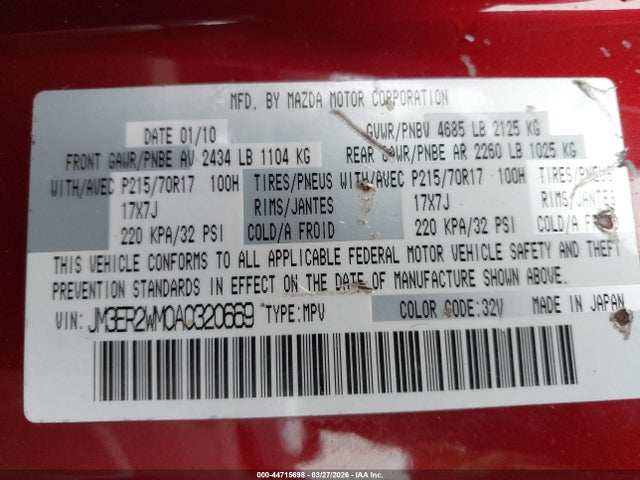 MFD. BY MAZDA MOTOR CORPORATION
DATE 01/10 GVWR/PNBV 4685 LB 2125 KG
FRONT GAWR/PNBE AV 2434 LB 1104 KG REAR GAWR/PNBE AR 2260 LB 1025 KG
WITH/AVEC P215/70R17 100H TIRES/PNEUS WITH/AVEC P215/70R17 100H TIRES/PNEUS
17X7J RIMS/JANTES 17X7J RIMS/JANTES
220 KPA/32 PSI COLD/A FROID 220 KPA/32 PSI COLD/A FROID
THIS VEHICLE CONFORMS TO ALL APPLICABLE FEDERAL MOTOR VEHICLE SAFETY AND THEFT
PREVENTION STANDARDS IN EFFECT ON THE DATE OF MANUFACTURE SHOWN ABOVE.
VIN: JM3ER2WM0A0320669 TYPE:MPV COLOR CODE:32V MADE IN JAPAN
000-44715698 - 03/27/2026 - © IAA, Inc.